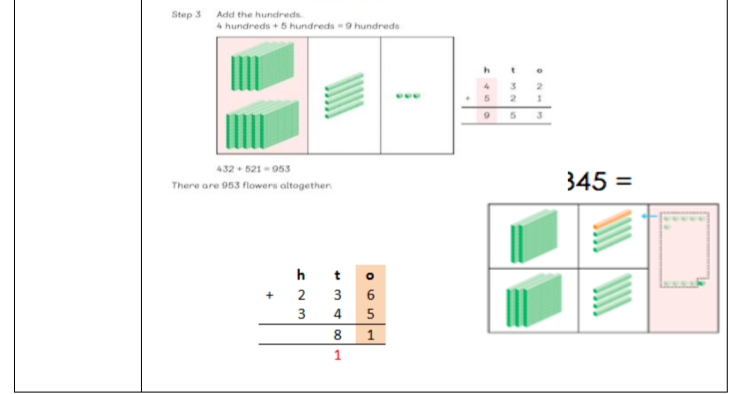 Step 3 Add the hundreds.
4 hundreds + 5 hundreds = 9 hundreds
h t o
4 3 2
+ 5 2 1
9 5 3
432 + 521 = 953
There are 953 flowers altogether.
345 =
h t o
+ 2 3 6
3 4 5
8 1
1